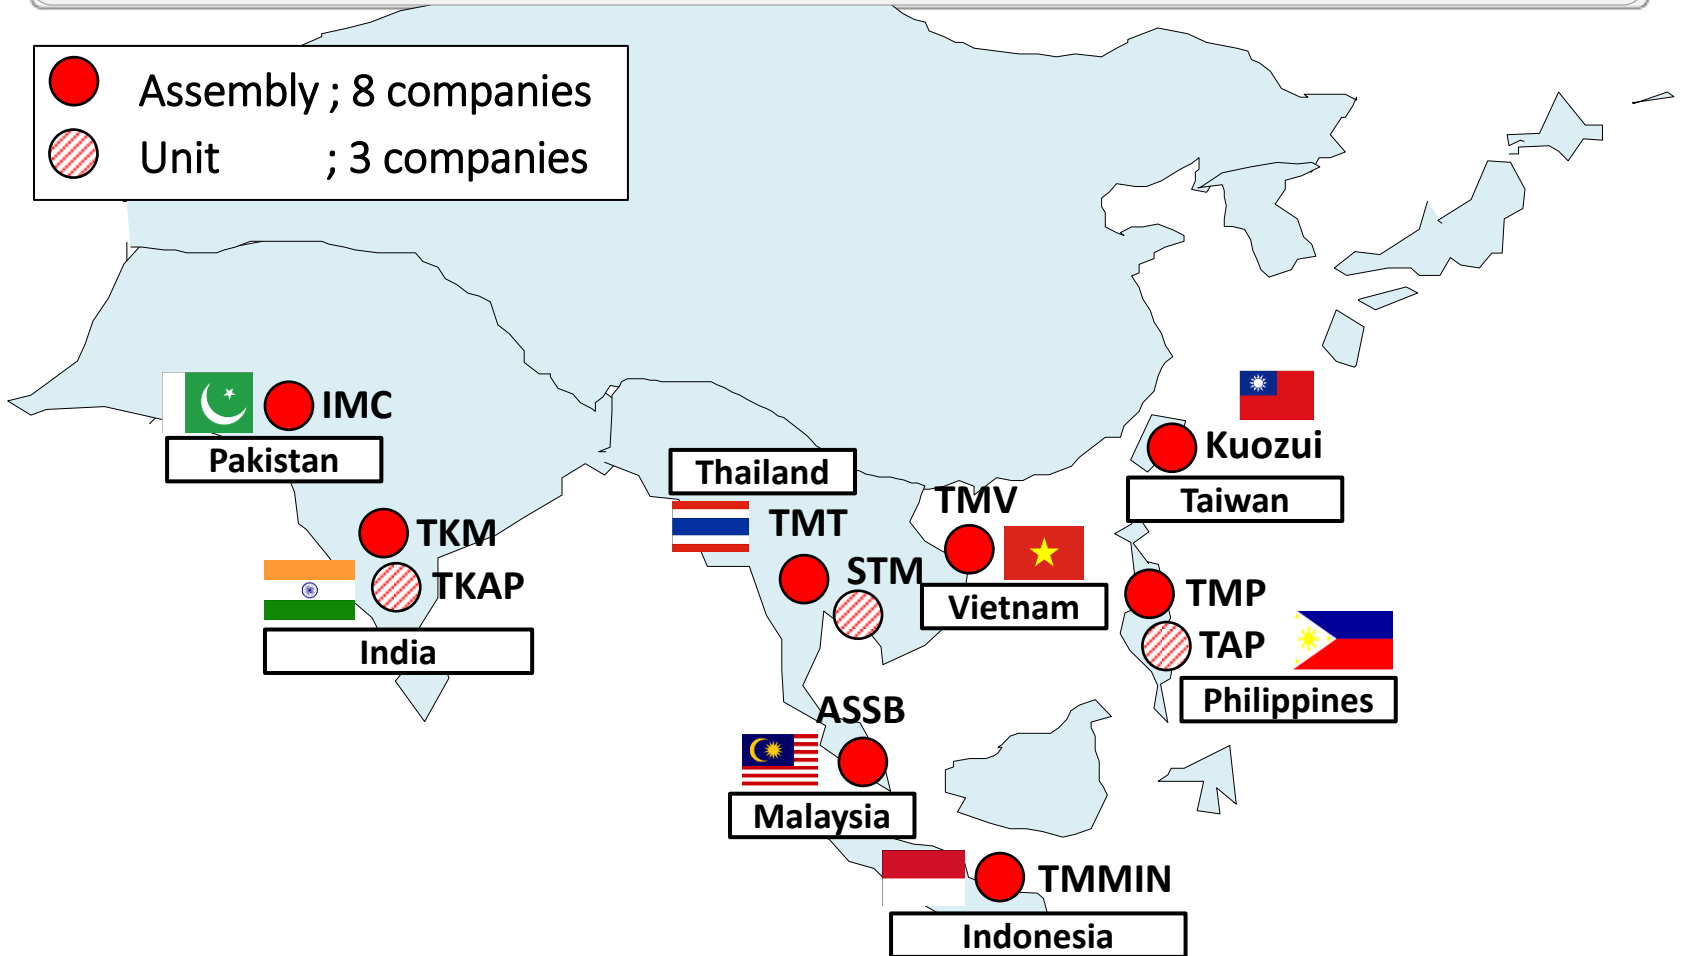 Assembly ; 8 companies
Unit ; 3 companies
IMC
Pakistan
TKM
TKAP
India
Thailand
TMT
STM
TMV
Vietnam
Kuozui
Taiwan
TMP
TAP
Philippines
ASSB
Malaysia
TMMIN
Indonesia